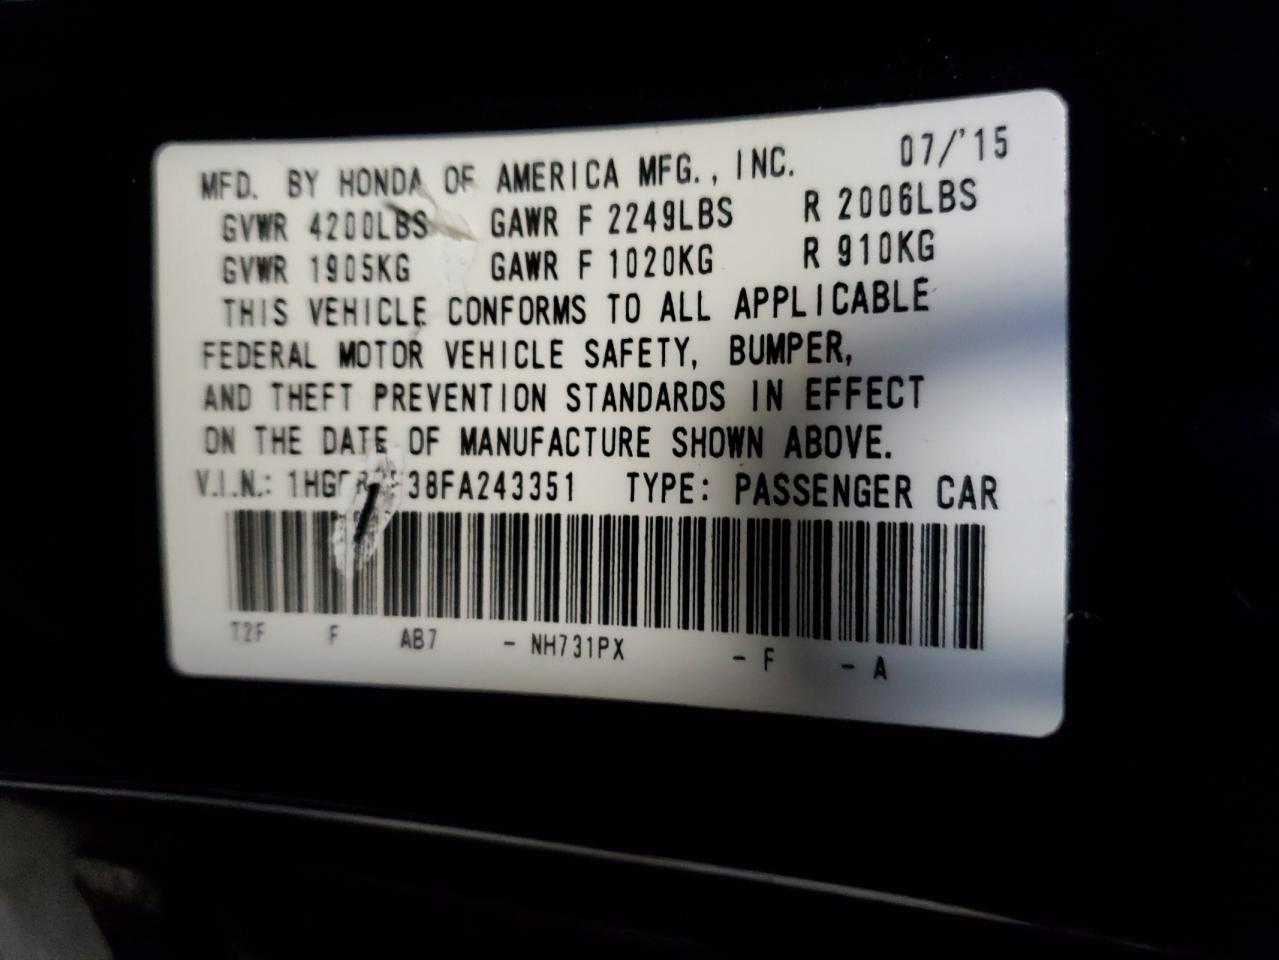 MFD. BY HONDA OF AMERICA MFG., INC. 07/'15
GVWR 4200LBS GAWR F 2249LBS R 2006LBS
GVWR 1905KG GAWR F 1020KG R 910KG
THIS VEHICLE CONFORMS TO ALL APPLICABLE
FEDERAL MOTOR VEHICLE SAFETY, BUMPER,
AND THEFT PREVENTION STANDARDS IN EFFECT
ON THE DATE OF MANUFACTURE SHOWN ABOVE.
V.I.N.: TYPE: PASSENGER CAR
T2F F AB7 - NH731PX - F - A